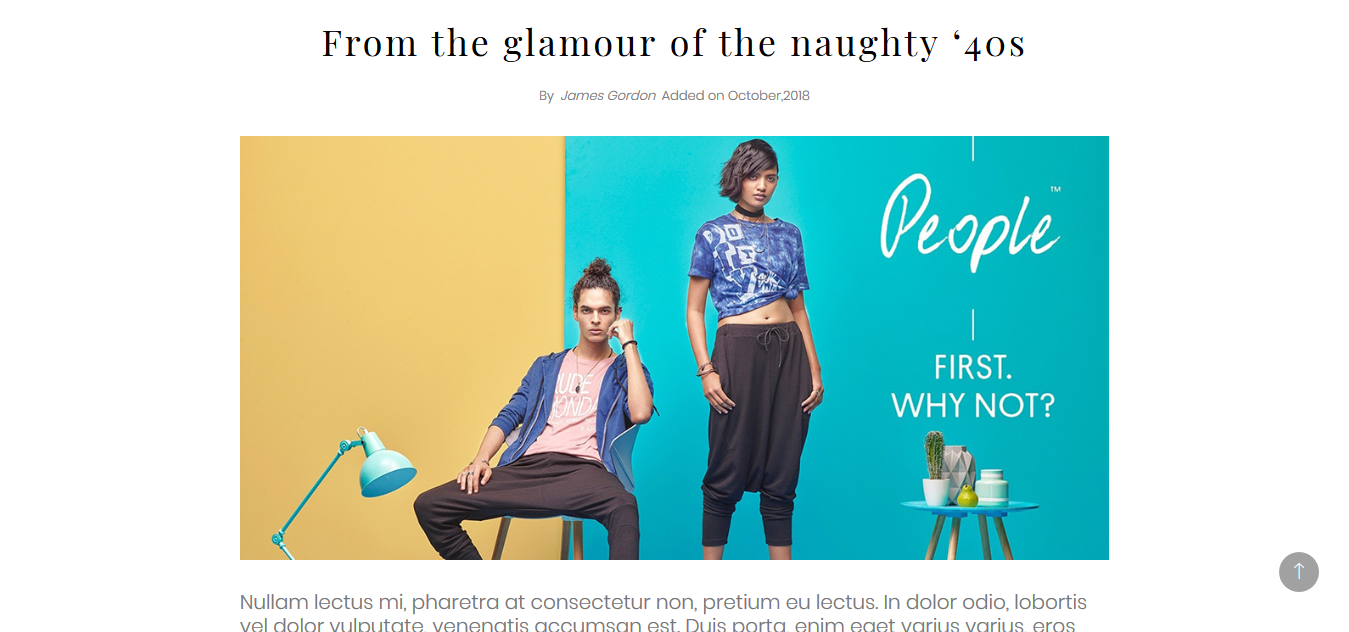 From the glamour of the naughty ‘40s
By James Gordon Added on October,2018
People™
FIRST.
WHY NOT?
Nullam lectus mi, pharetra at consectetur non, pretium eu lectus. In dolor odio, lobortis
vel dolor vulputate, venenatis accumsan est. Duis porta, enim eget varius varius, eros